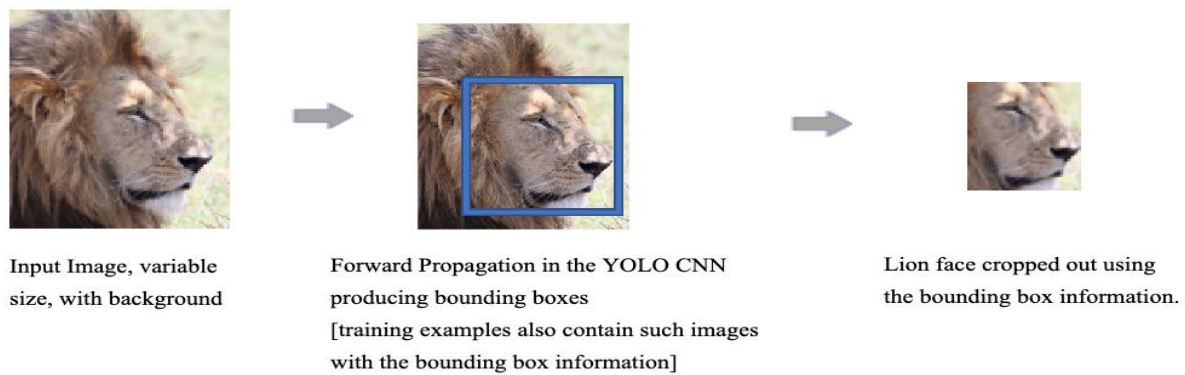 Input Image, variable
size, with background
Forward Propagation in the YOLO CNN
producing bounding boxes
[training examples also contain such images
with the bounding box information]
Lion face cropped out using
the bounding box information.